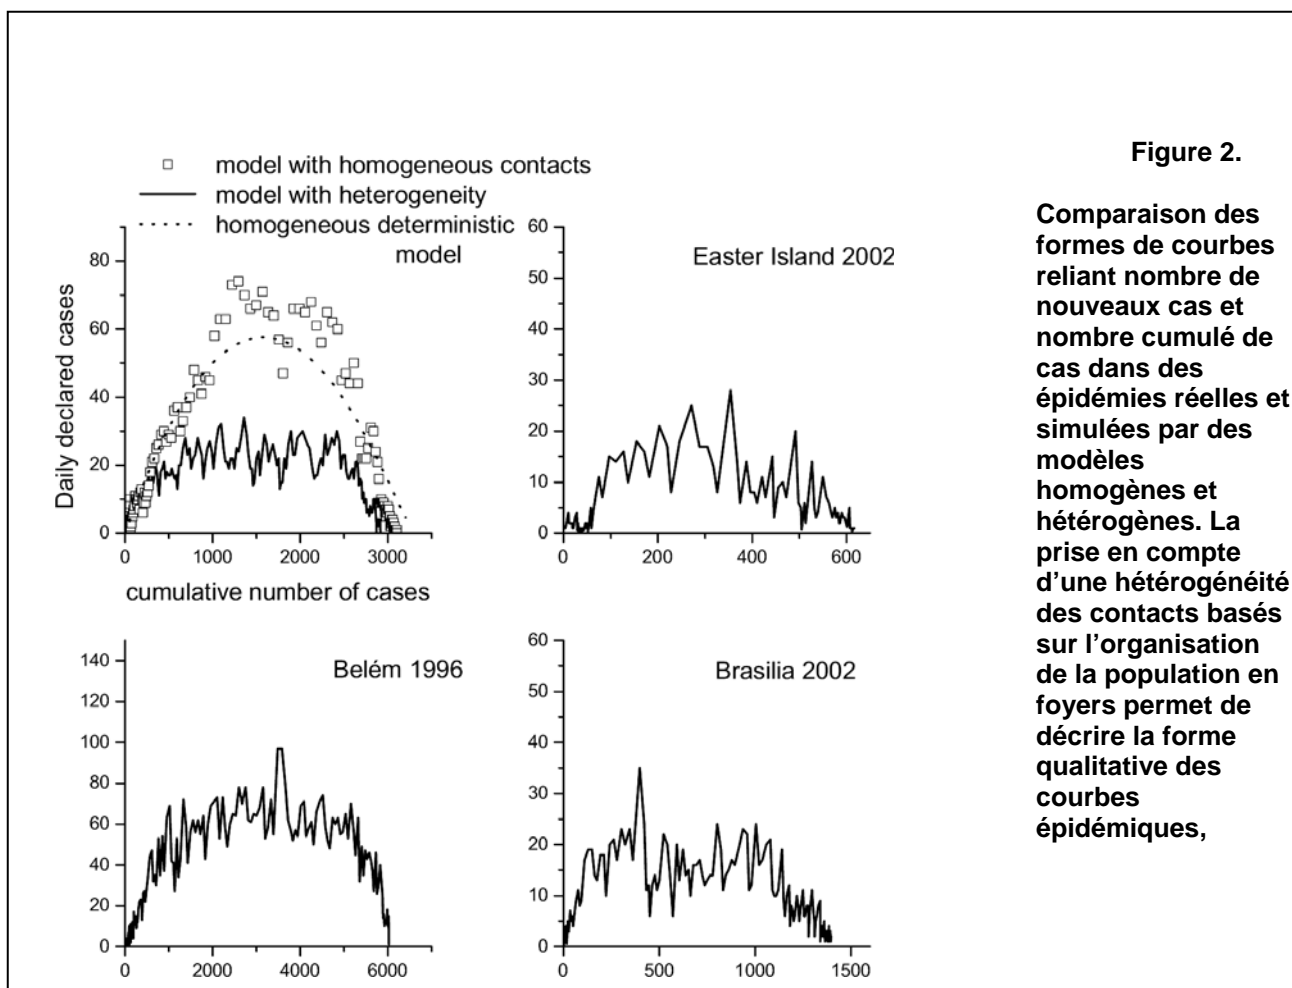 model with homogeneous contacts
model with heterogeneity
homogeneous deterministic
model
80
60
40
20
0
Daily declared cases
0
1000
2000
3000
cumulative number of cases
Easter Island 2002
60
50
40
30
20
10
0
0
200
400
600
Belém 1996
140
120
100
80
60
40
20
0
0
2000
4000
6000
Brasilia 2002
60
50
40
30
20
10
0
0
500
1000
1500
Figure 2.
Comparaison des
formes de courbes
reliant nombre de
nouveaux cas et
nombre cumulé de
cas dans des
épidémies réelles et
simulées par des
modèles
homogènes et
hétérogènes. La
prise en compte
d’une hétérogénéité
des contacts basés
sur l’organisation
de la population en
foyers permet de
décrire la forme
qualitative des
courbes
épidémiques,